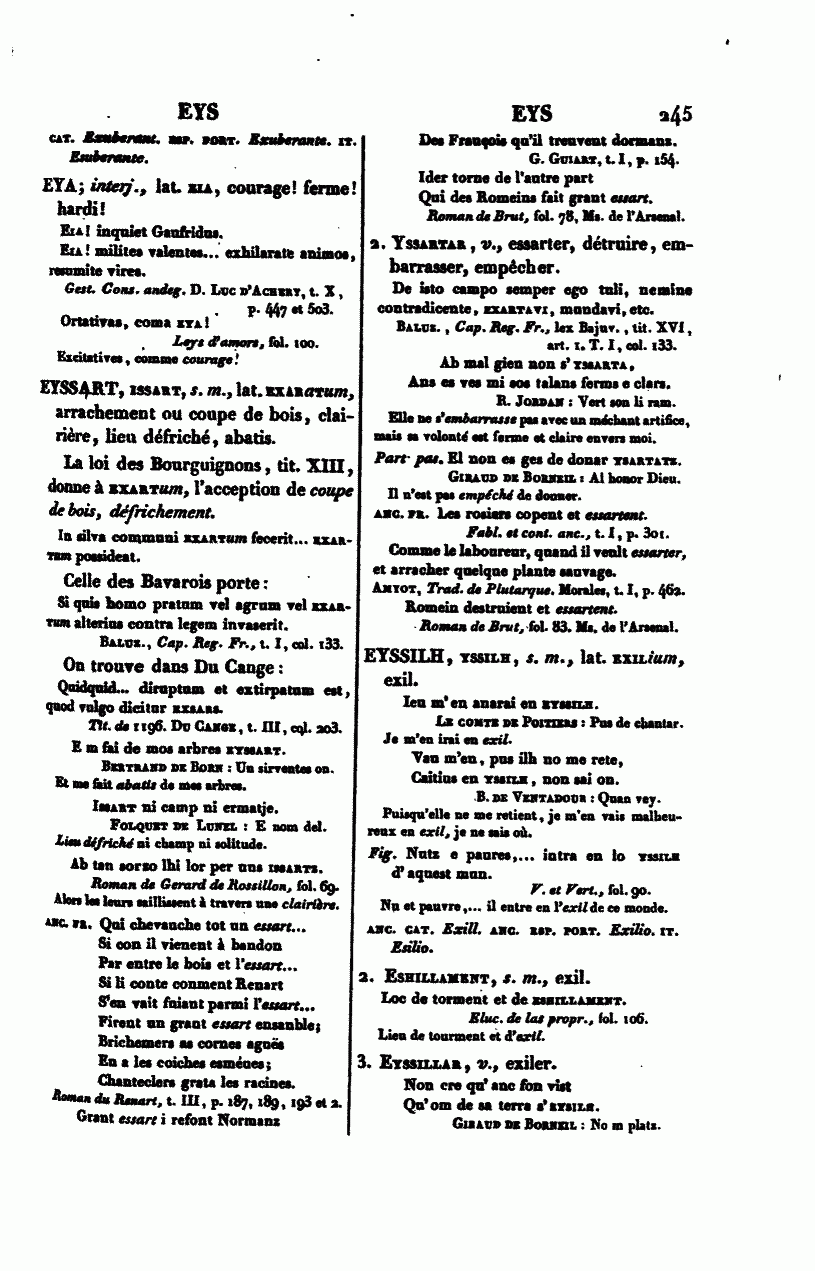 EYS
CAT. Exuberant. ESP. PORT. Exuberante. IT.
Esuberante.
EYA; interj., lat. EIA, courage! ferme!
hardi!
EIA! inquiet Gaufridus.
EIA! milites valentes... exhilarate animos,
resumite vires.
Gest. Cons. andeg. D. LUC D'ACHERY, t. X,
p. 447 et 503.
Ortativas, coma EYA!
Leys d'amors, fol. 100.
Excitatives, comme courage!
EYSSART, ISSART, s. m., lat. EXARatum,
arrachement ou coupe de bois, clai-
rière, lieu défriché, abatis.
La loi des Bourguignons, tit. XIII,
donne à EXARTum, l'acception de coupe
de bois, défrichement.
In silva communi EXARTum fecerit... EXAR-
Tum possideat.
Celle des Bavarois porte:
Si quis homo pratum vel agrum vel EXAR-
Tum alterius contra legem invaserit.
BALUZ., Cap. Reg. Fr., t. I, col. 133.
On trouve dans Du Cange:
Quidquid... diruptum et extirpatum est,
quod vulgo dicitur EXSARS.
Tit. de 1196. DU CANGE, t. III, col. 203.
E m fai de mos arbres EYSSART.
BERTRAND DE BORN: Un sirventes on.
Et me fait abatis de mes arbres.
ISSART ni camp ni ermatje.
FOLQUET DE LUNEL: E nom del.
Lieu défriché ni champ ni solitude.
Ab tan sorzo lhi lor per uns ISSARTS.
Roman de Gerard de Rossillon, fol. 69.
Alors les leurs saillissent à travers une clairière.
ANC. FR. Qui chevauche tot un essart...
Si con il vienent à bandon
Par entre le bois et l'essart...
Si li conte conment Renart
S'en vait fuiant parmi l'essart...
Firent un grant essart ensanble;
Brichemers as cornes agnës
En a les coiches esméues;
Chanteclers grata les racines.
Roman du Renart, t. III, p. 187, 189, 193 et 2.
Grant essart i refont Normanz
EYS 245
Des François qu'il treuvent dormans.
G. GUIART, t. I, p. 154.
Ider torne de l'autre part
Qui des Romeins fait grant essart.
Roman de Brut, fol. 78, Ms. de l'Arsenal.
2. YSSARTAR, v., essarter, détruire, em-
barrasser, empêcher.
De isto campo semper ego tuli, nemine
contradicente, EXARTAVI, mundavi, etc.
BALUZ., Cap. Reg. Fr., lex Bajuv., tit. XVI,
art. 1. T. I, col. 133.
Ab mal gien non s'YSSARTA,
Ans es ves mi sos talans ferms e clars.
R. JORDAN: Vert son li ram.
Elle ne s'embarrasse pas avec un méchant artifice,
mais sa volonté est ferme et claire envers moi.
Part. pas. El non es ges de donar YSARTATZ.
GIRAUD DE BORNEIL: Al honor Dieu.
Il n'est pas empêché de donner.
ANC. FR. Les rosiers copent et essartent.
Fabl. et cont. anc., t. I, p. 301.
Comme le laboureur, quand il veult essarter,
et arracher quelque plante sauvage.
AMYOT, Trad. de Plutarque. Morales, t. I, p. 462.
Romein destruient et essartent.
Roman de Brut, fol. 83. Ms. de l'Arsenal.
EYSSILH, YSSILH, s. m., lat. EXILium,
exil.
Ieu m'en anarai en EYSSILH.
LE COMTE DE POITIERS: Pus de chantar.
Je m'en irai en exil.
Vau m'en, pus ilh no me rete,
Caitius en YSSILH, non sai on.
B. DE VENTADOUR: Quan vey.
Puisqu'elle ne me retient, je m'en vais malheu-
reux en exil, je ne sais où.
Fig. Nutz e paures,... intra en lo YSSILH
d'aquest mun.
V. et Vert., fol. 90.
Nu et pauvre,... il entre en l'exil de ce monde.
ANC. CAT. Exill. ANC. ESP. PORT. Exilio. IT.
Esilio.
2. ESHILLAMENT, s. m., exil.
Loc de torment et de ESHILLAMENT.
Eluc. de las propr., fol. 106.
Lieu de tourment et d'exil.
3. EYSSILLAR, v., exiler.
Non cre qu'anc fon vist
Qu'om de sa terra s'EYSILH.
GIRAUD DE BORNEIL: No m platz.